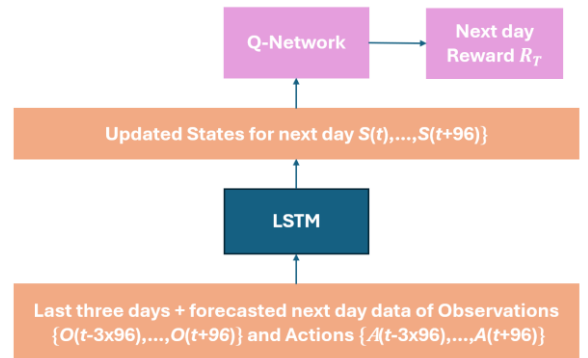 Q-Network
Next day
Reward R_T
Updated States for next day S(t),...,S(t+96)}
LSTM
Last three days + forecasted next day data of Observations
{O(t-3x96),...,O(t+96)} and Actions {A(t-3x96),...,A(t+96)}